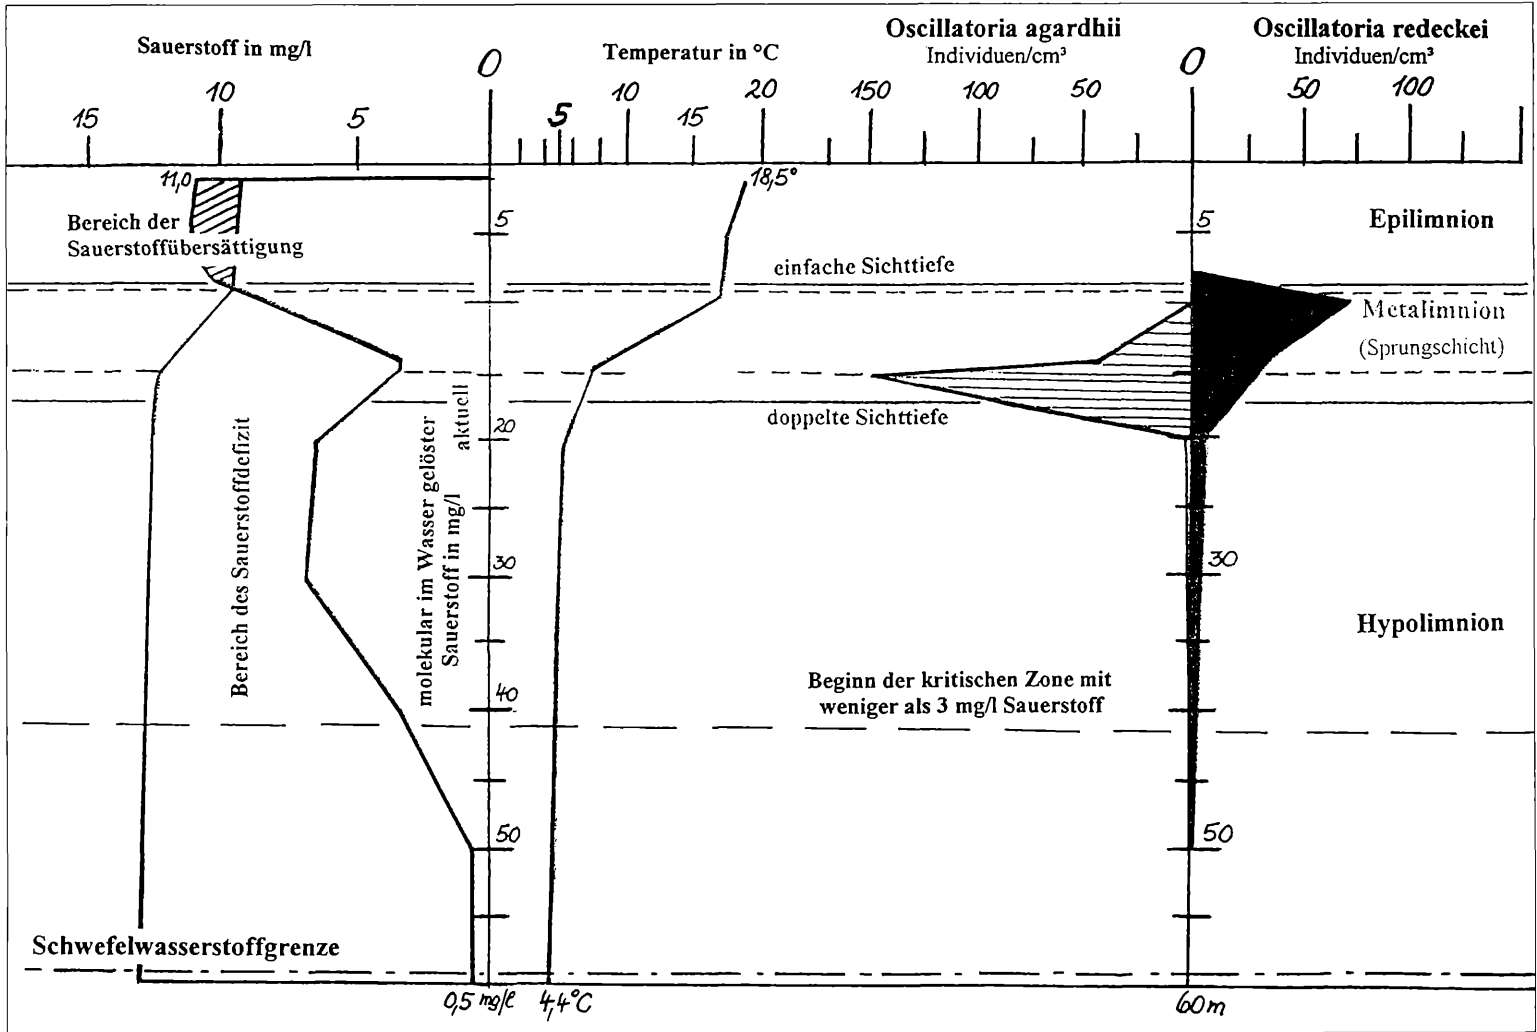 Sauerstoff in mg/l
0
Temperatur in °C
Oscillatoria agardhii
Individuen/cm³
0
Oscillatoria redeckei
Individuen/cm³
15
10
5
5
10
15
20
150
100
50
50
100
11,0
18,5°
Bereich der
Sauerstoffübersättigung
5
5
Epilimnion
einfache Sichttiefe
Metalimnion
(Sprungschicht)
doppelte Sichttiefe
Bereich des Sauerstoffdefizit
molekular im Wasser gelöster
Sauerstoff in mg/l
aktuell
20
30
30
Hypolimnion
40
Beginn der kritischen Zone mit
weniger als 3 mg/l Sauerstoff
50
50
Schwefelwasserstoffgrenze
0,5 mg/l
4,4°C
60m